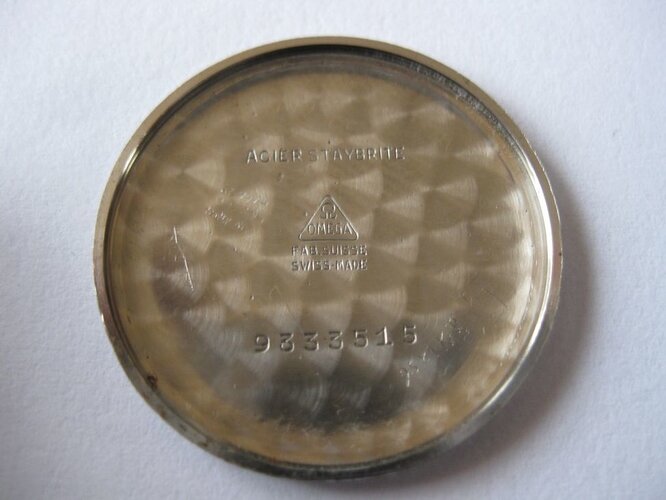 ACIER STAYBRITE
Ω
OMEGA
FAB. SUISSE
SWISS-MADE
9333515